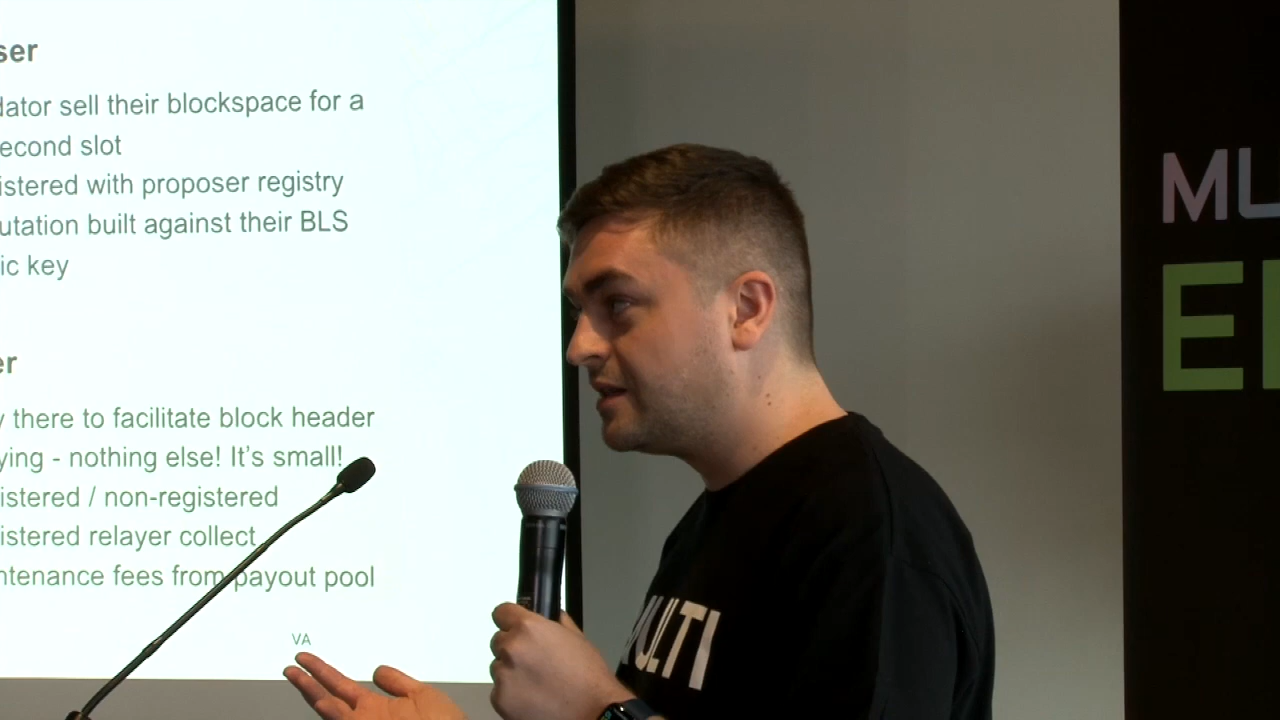 ser
dator sell their blockspace for a
econd slot
istered with proposer registry
utation built against their BLS
ic key
er
y there to facilitate block header
ying - nothing else! It's small!
istered / non-registered
istered relayer collect
ntenance fees from payout pool
VA
MULTI
MU
E